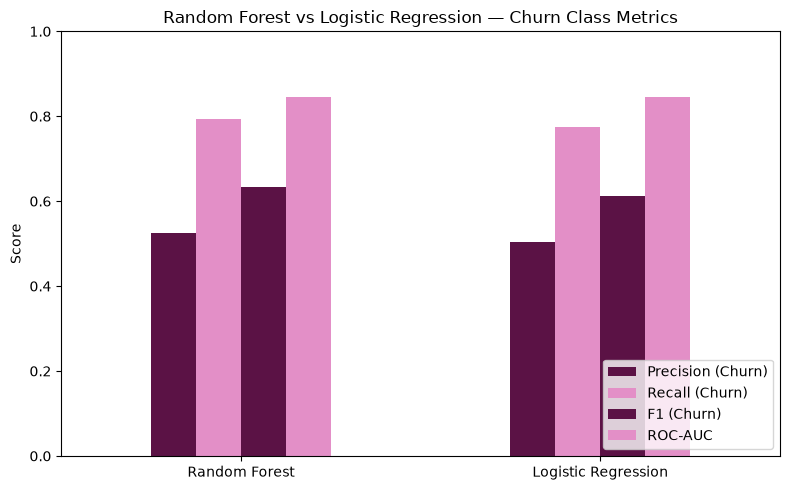 Random Forest vs Logistic Regression — Churn Class Metrics
1.0
0.8
0.6
0.4
0.2
0.0
Score
Precision (Churn)
Recall (Churn)
F1 (Churn)
ROC-AUC
Random Forest
Logistic Regression